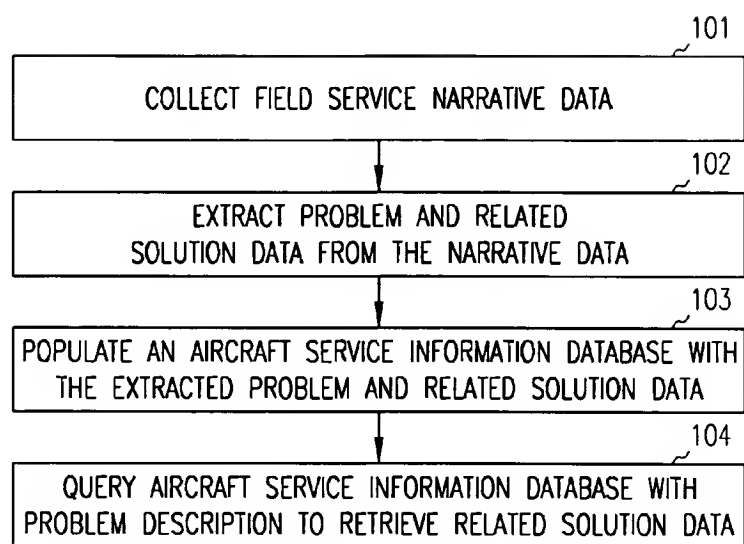 101
COLLECT FIELD SERVICE NARRATIVE DATA
102
EXTRACT PROBLEM AND RELATED
SOLUTION DATA FROM THE NARRATIVE DATA
103
POPULATE AN AIRCRAFT SERVICE INFORMATION DATABASE WITH
THE EXTRACTED PROBLEM AND RELATED SOLUTION DATA
104
QUERY AIRCRAFT SERVICE INFORMATION DATABASE WITH
PROBLEM DESCRIPTION TO RETRIEVE RELATED SOLUTION DATA